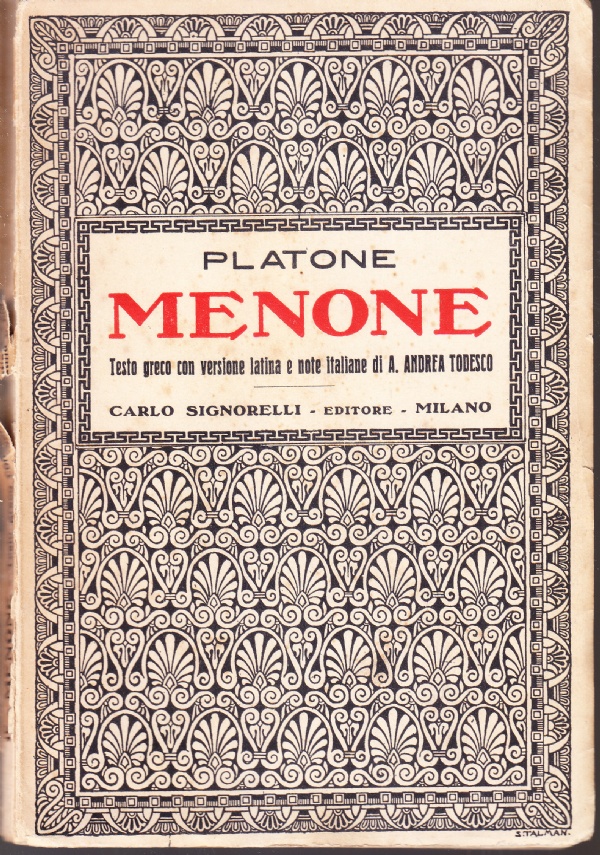 PLATONE
MENONE
Testo greco con versione latina e note italiane di A. ANDREA TODESCO
CARLO SIGNORELLI - EDITORE - MILANO
S.TALMAN.